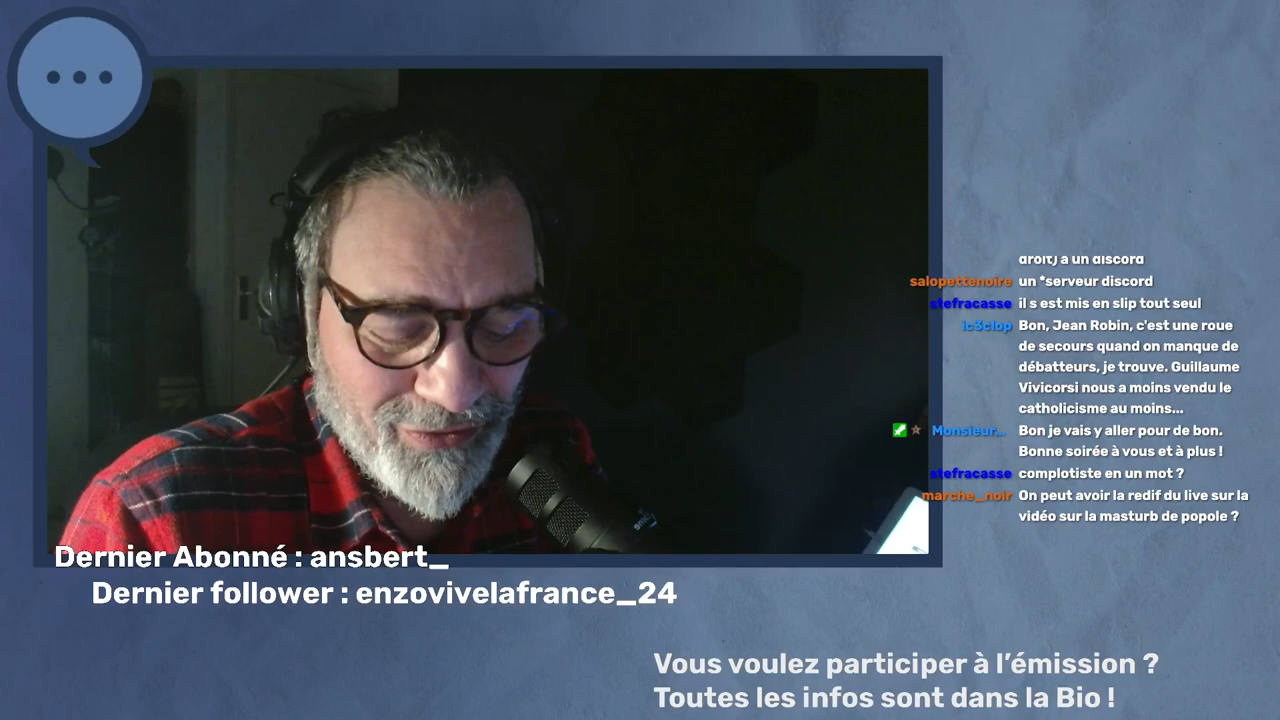 droit) a un discord
salopettenoire un *serveur discord
stefracasse il s est mis en slip tout seul
ic3clop Bon, Jean Robin, c'est une roue
de secours quand on manque de
débatteurs, je trouve. Guillaume
Vivicorsi nous a moins vendu le
catholicisme au moins...
Monsieur... Bon je vais y aller pour de bon.
Bonne soirée à vous et à plus !
stefracasse complotiste en un mot ?
marche_noir On peut avoir la redif du live sur la
vidéo sur la masturb de popole ?
Dernier Abonné : ansbert_
Dernier follower : enzovivelafrance_24
Vous voulez participer à l’émission ?
Toutes les infos sont dans la Bio !